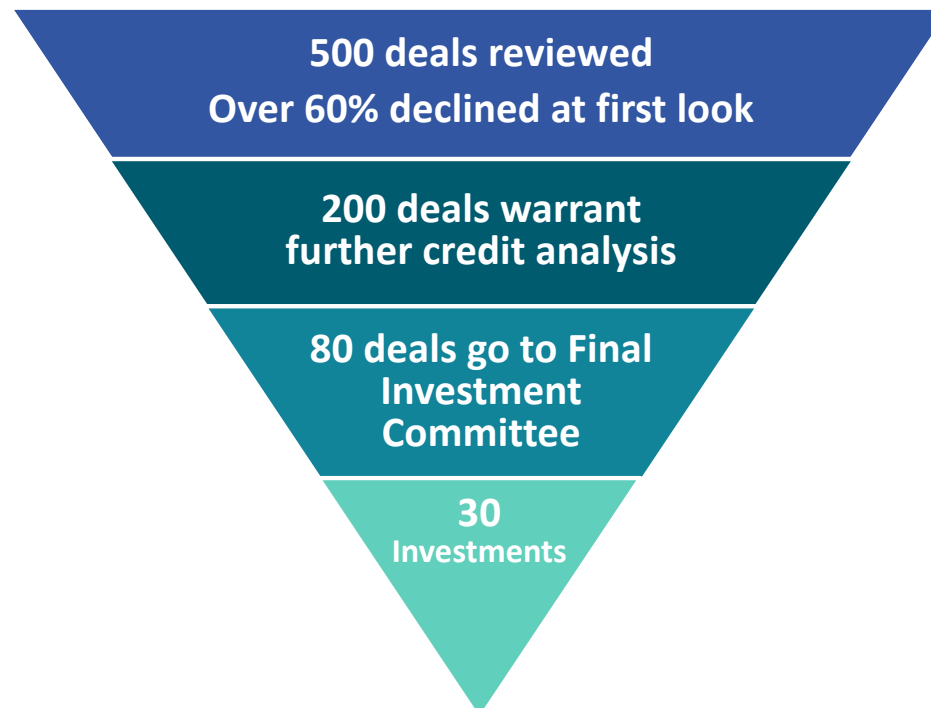 500 deals reviewed
Over 60% declined at first look
200 deals warrant
further credit analysis
80 deals go to Final
Investment
Committee
30
Investments